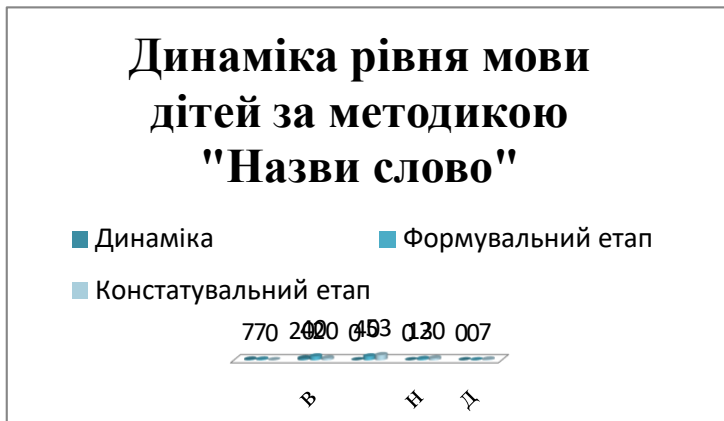 Динаміка рівня мови
дітей за методикою
"Назви слово"
Динаміка
Формувальний етап
Констатувальний етап
В
Н
Д